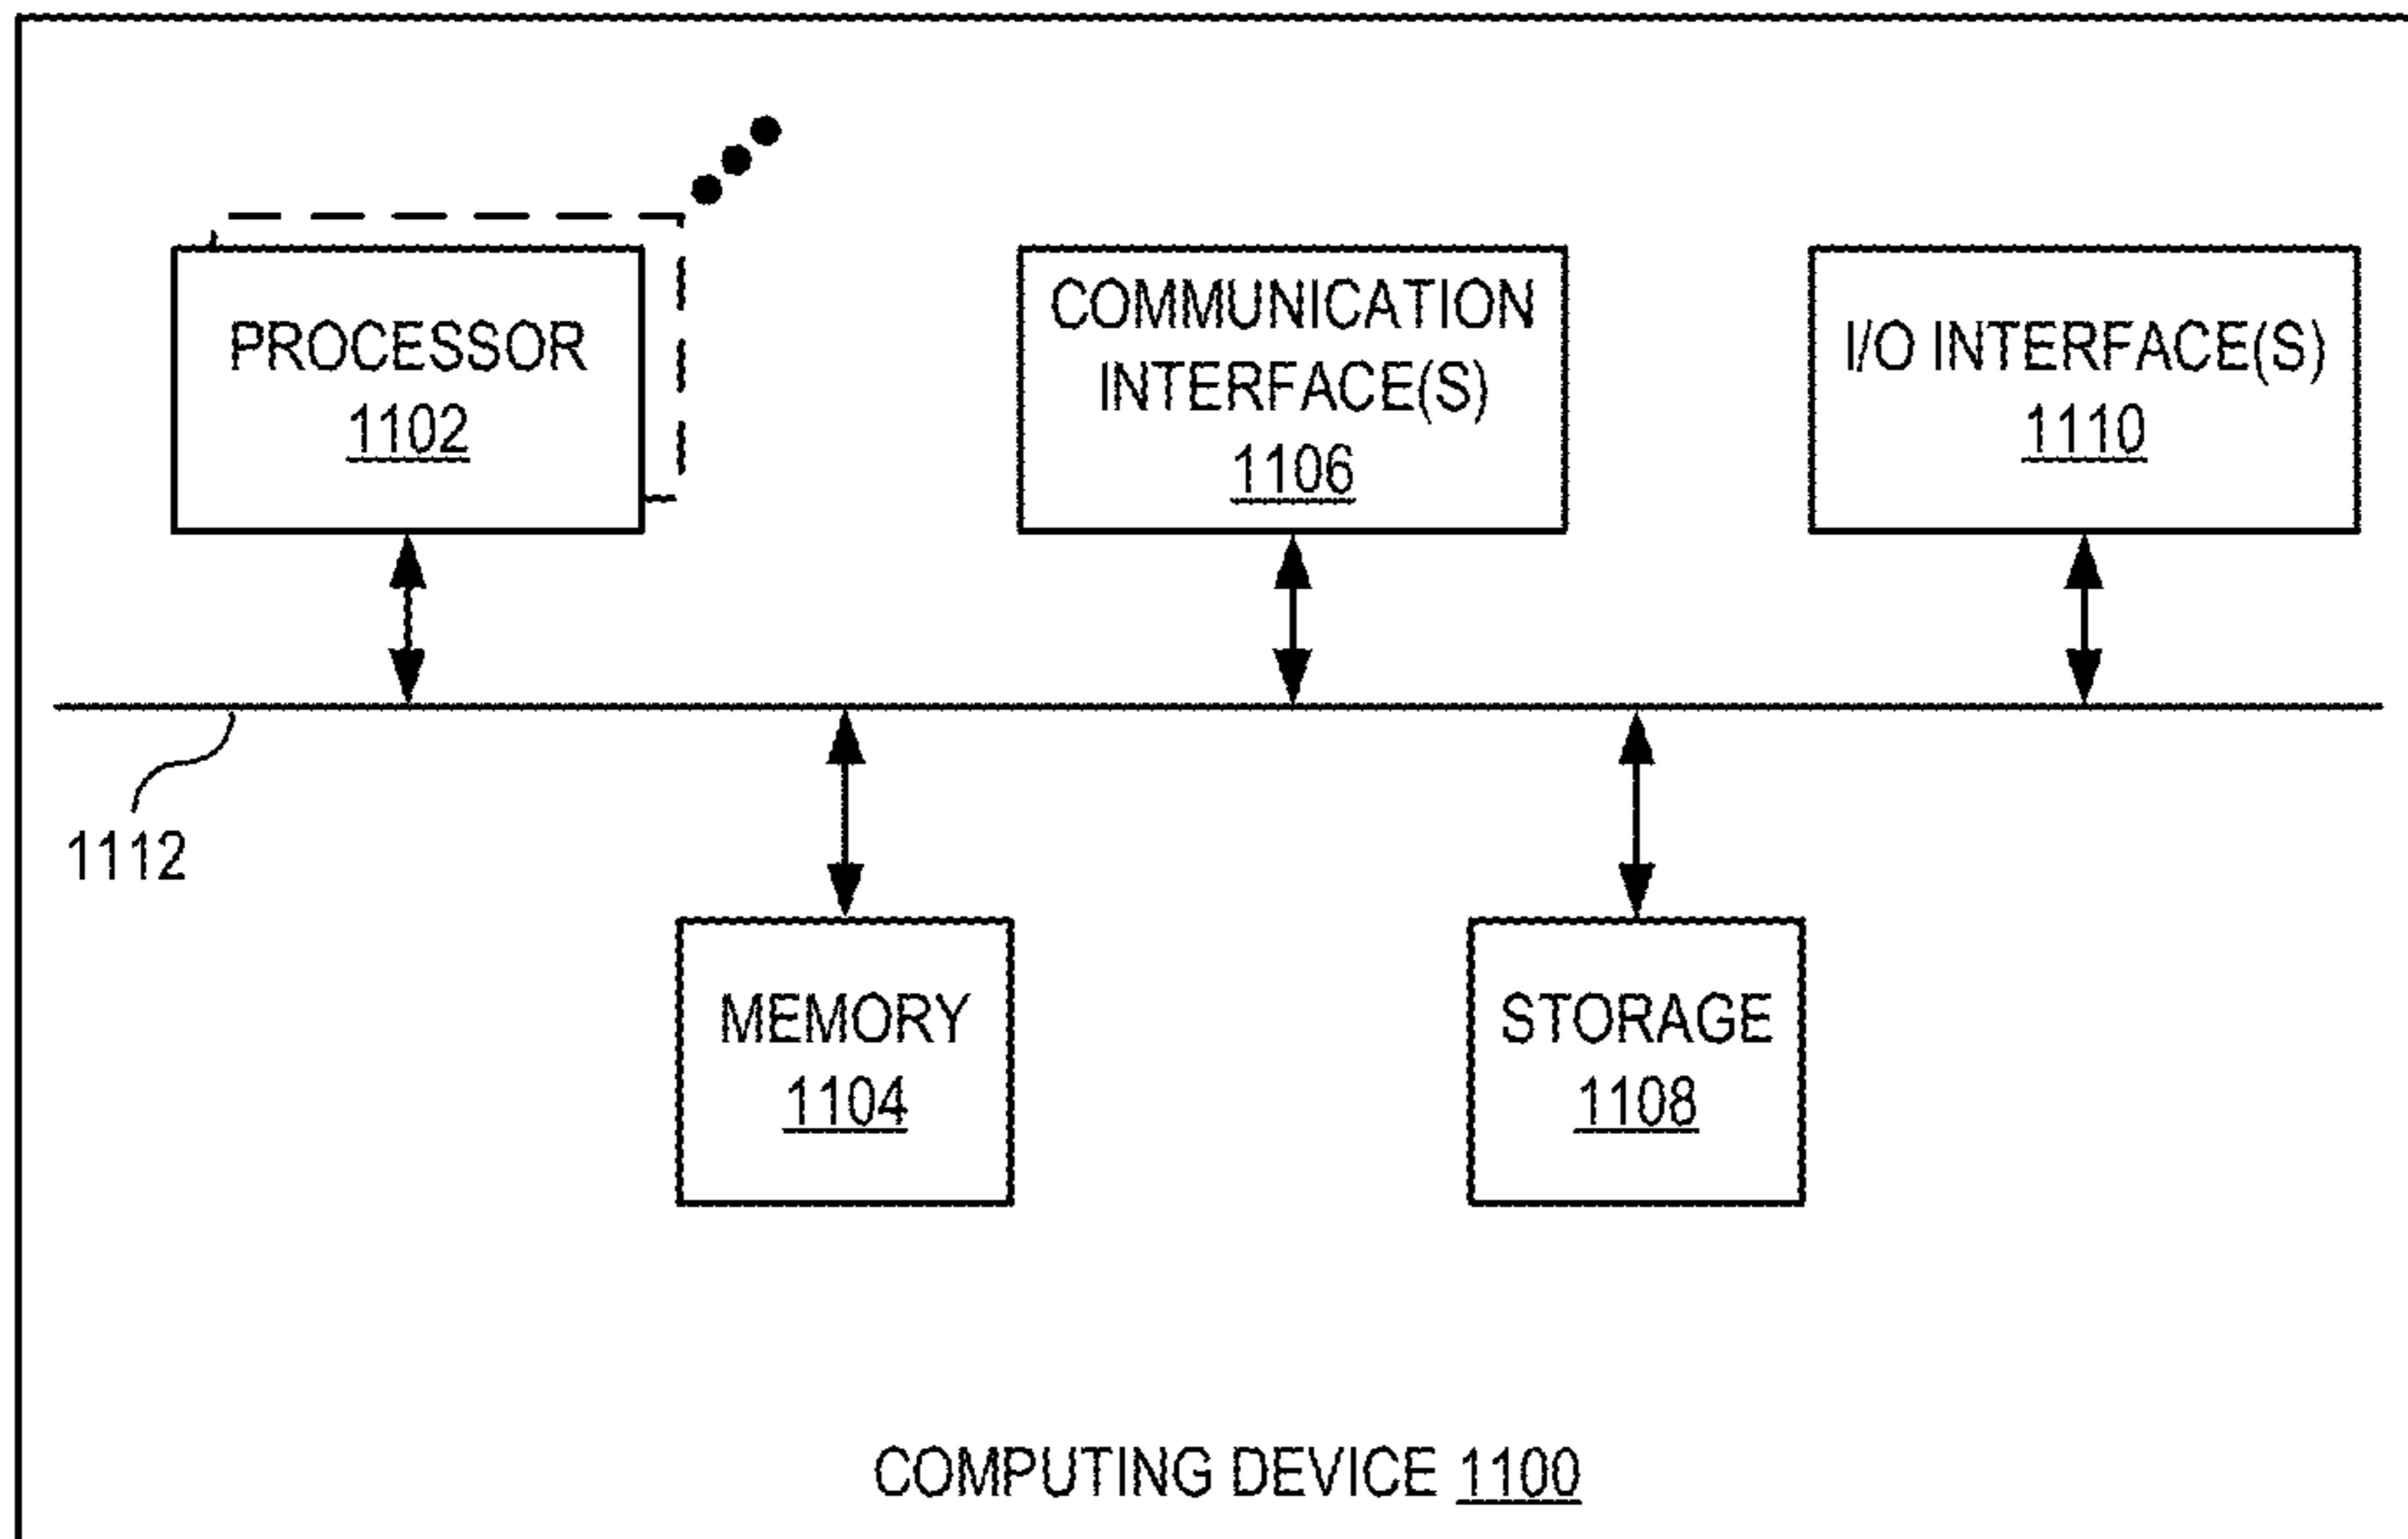 PROCESSOR
1102
COMMUNICATION
INTERFACE(S)
1106
I/O INTERFACE(S)
1110
1112
MEMORY
1104
STORAGE
1108
COMPUTING DEVICE 1100